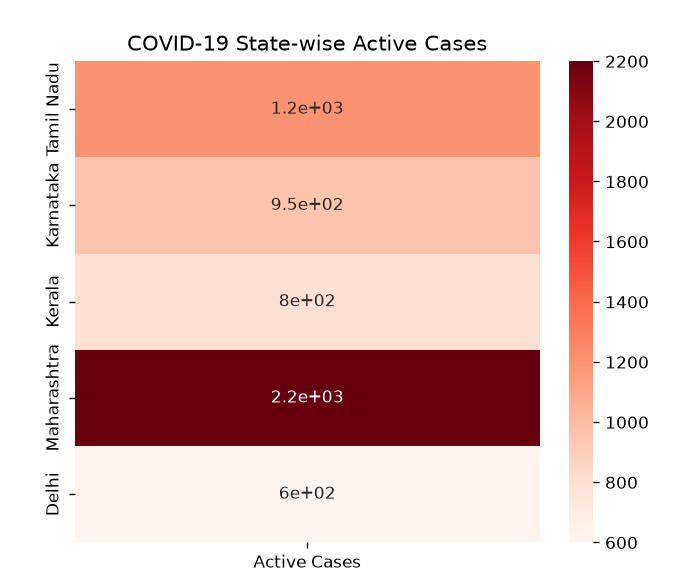 COVID-19 State-wise Active Cases
Tamil Nadu
1.2e+03
Karnataka
9.5e+02
Kerala
8e+02
Maharashtra
2.2e+03
Delhi
6e+02
Active Cases
2200
2000
1800
1600
1400
1200
1000
800
600